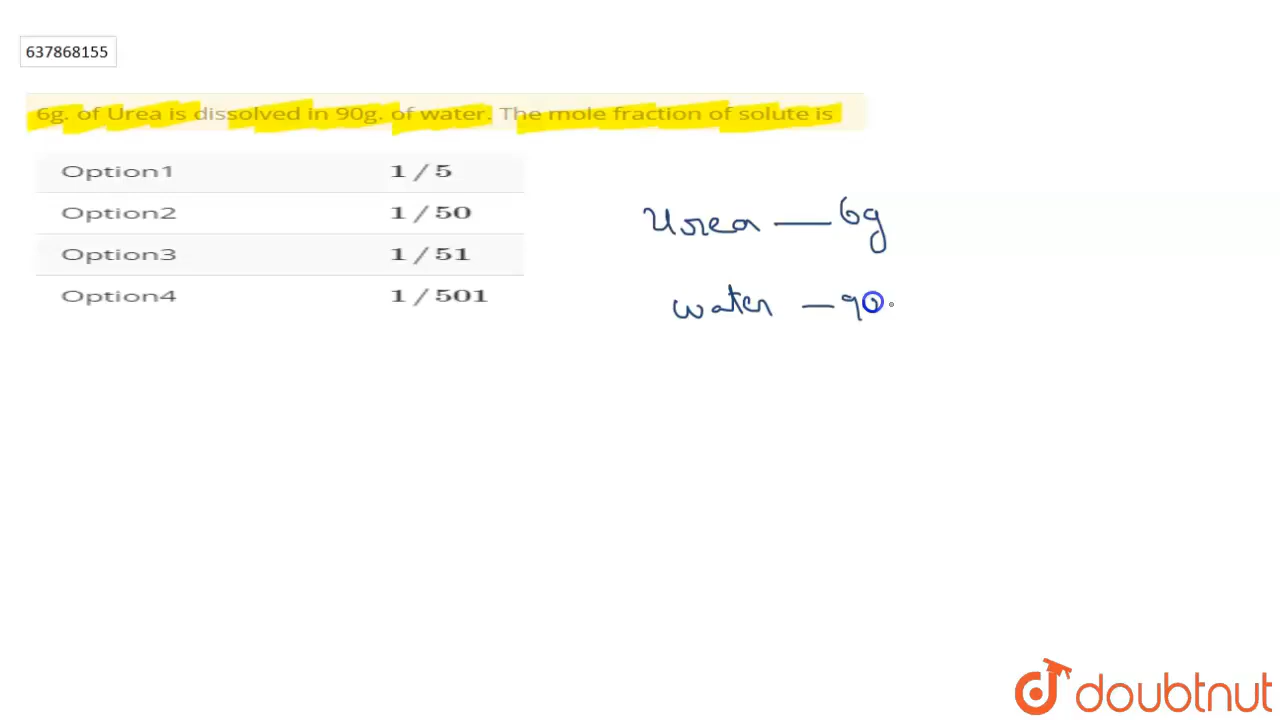 637868155
6g. of Urea is dissolved in 90g. of water. The mole fraction of solute is
Option1 1 / 5
Option2 1 / 50
Option3 1 / 51
Option4 1 / 501
Urea — 6g
water — 90
doubtnut